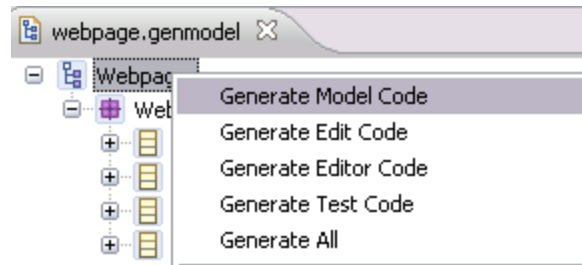 webpage.genmodel
Webpag
Generate Model Code
Web
Generate Edit Code
Generate Editor Code
Generate Test Code
Generate All